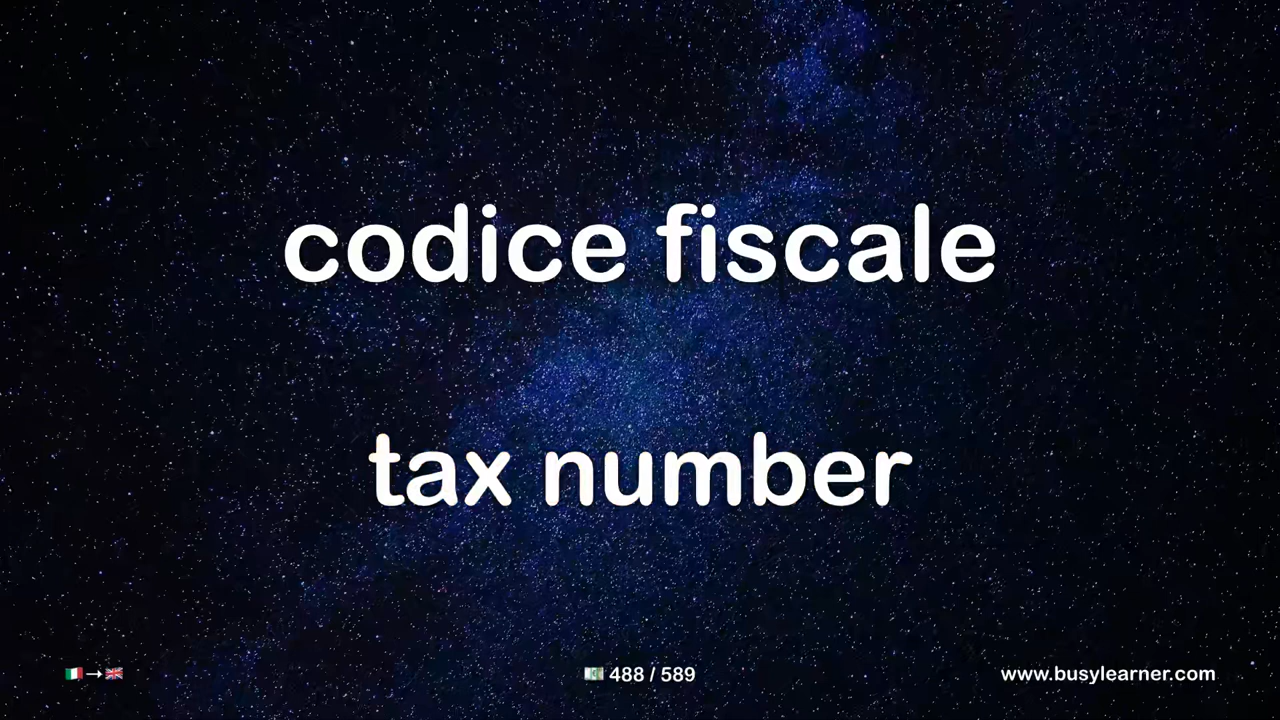 codice fiscale
tax number
🇮🇹→🇬🇧
💵 488 / 589
www.busylearner.com